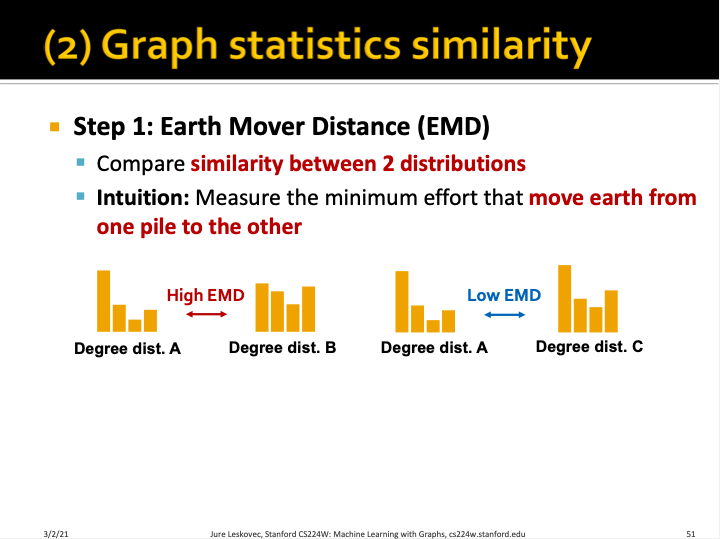 (2) Graph statistics similarity
Step 1: Earth Mover Distance (EMD)
Compare similarity between 2 distributions
Intuition: Measure the minimum effort that move earth from
one pile to the other
High EMD
Low EMD
Degree dist. A
Degree dist. B
Degree dist. A
Degree dist. C
3/2/21
Jure Leskovec, Stanford CS224W: Machine Learning with Graphs, cs224w.stanford.edu
51